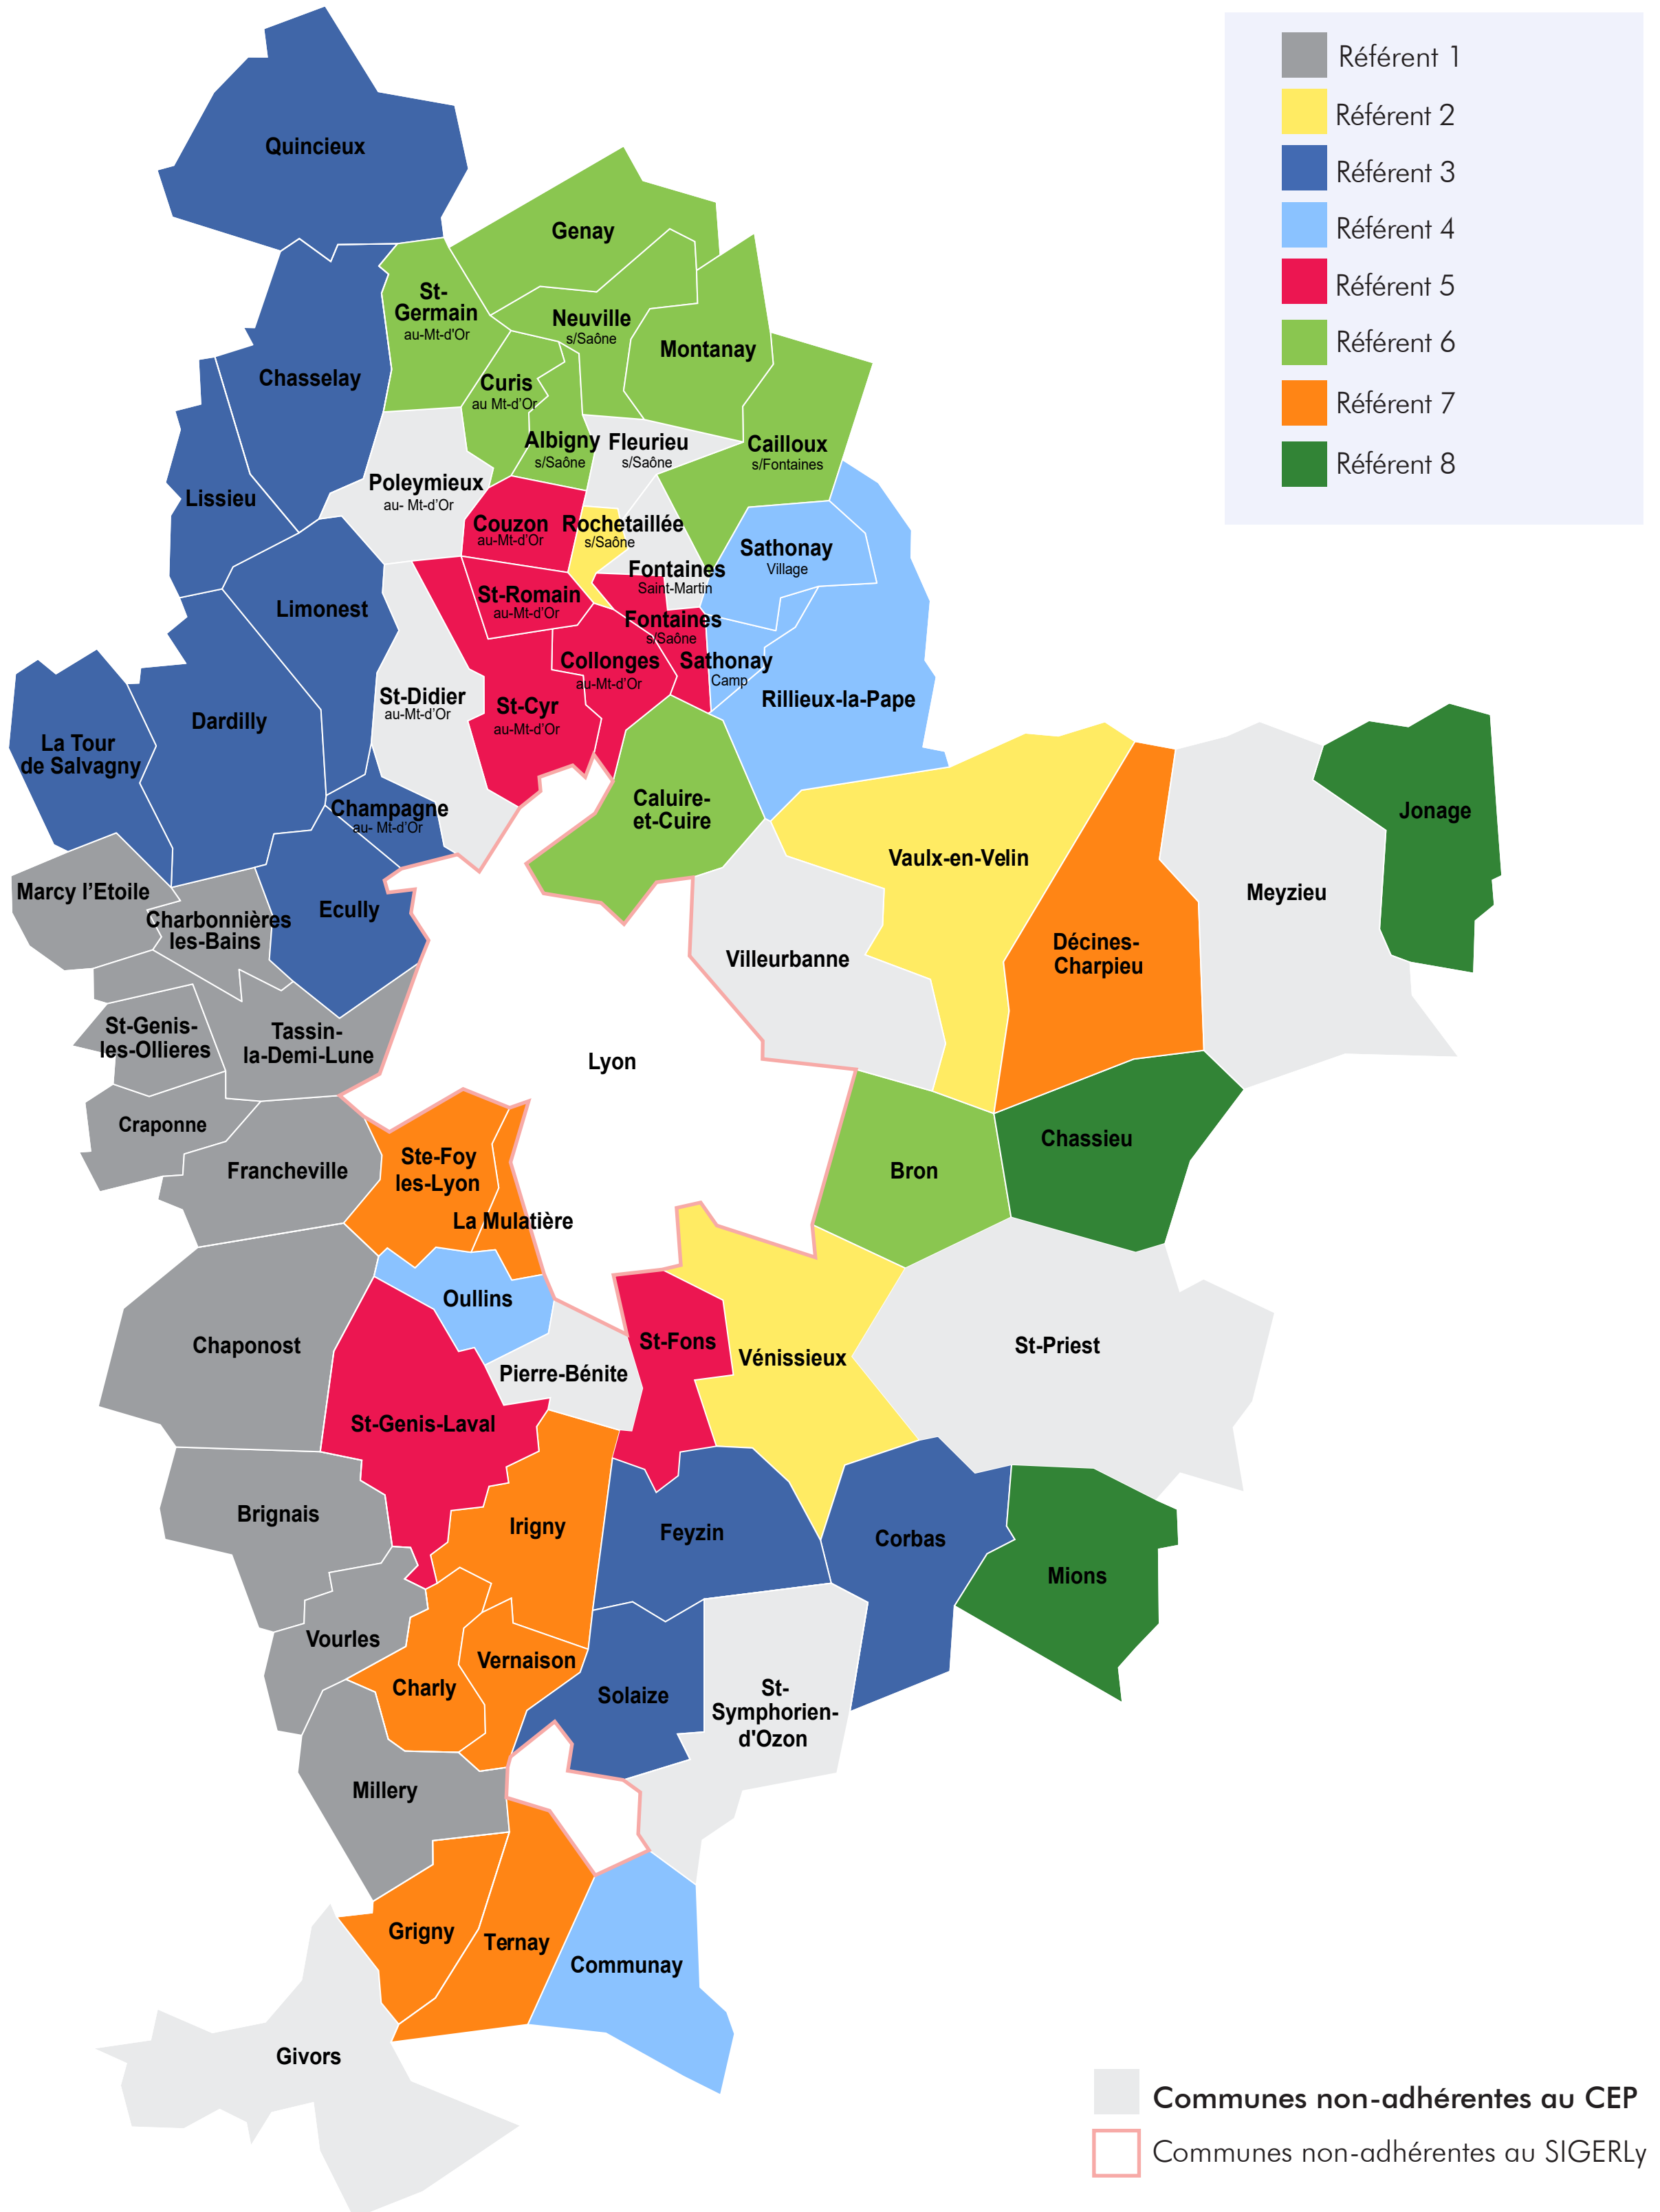 Référent 1
Référent 2
Référent 3
Référent 4
Référent 5
Référent 6
Référent 7
Référent 8
Quincieux
Genay
St-
Germain
au-Mt-d'Or
Neuville
s/Saône
Montanay
Chasselay
Curis
au Mt-d'Or
Albigny
s/Saône
Fleurieu
s/Saône
Cailloux
s/Fontaines
Poleymieux
au- Mt-d'Or
Lissieu
Couzon
au-Mt-d'Or
Rochetaillée
s/Saône
Sathonay
Village
Fontaines
Saint-Martin
Limonest
St-Romain
au-Mt-d'Or
Fontaines
s/Saône
Collonges
au-Mt-d'Or
Sathonay
Camp
St-Didier
au-Mt-d'Or
St-Cyr
au-Mt-d'Or
Rillieux-la-Pape
Dardilly
La Tour
de Salvagny
Champagne
au- Mt-d'Or
Caluire-
et-Cuire
Jonage
Vaulx-en-Velin
Marcy l'Etoile
Meyzieu
Charbonnières
les-Bains
Ecully
Décines-
Charpieu
Villeurbanne
St-Genis-
les-Ollieres
Tassin-
la-Demi-Lune
Lyon
Craponne
Chassieu
Francheville
Ste-Foy
les-Lyon
Bron
La Mulatière
Oullins
Chaponost
St-Fons
St-Priest
Vénissieux
Pierre-Bénite
St-Genis-Laval
Brignais
Irigny
Feyzin
Corbas
Mions
Vourles
Vernaison
Charly
Solaize
St-
Symphorien-
d'Ozon
Millery
Grigny
Ternay
Communay
Givors
Communes non-adhérentes au CEP
Communes non-adhérentes au SIGERLy